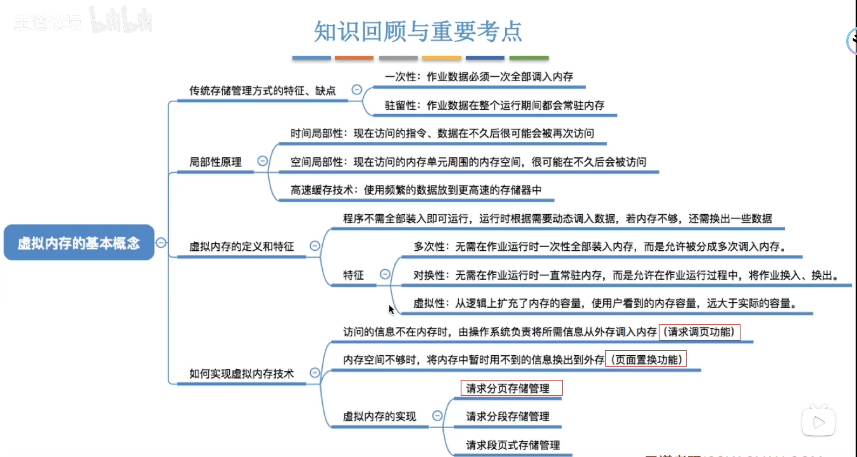 bilibili
知识回顾与重要考点
传统存储管理方式的特征、缺点
一次性：作业数据必须一次全部调入内存
驻留性：作业数据在整个运行期间都会常驻内存
局部性原理
时间局部性：现在访问的指令、数据在不久后很可能会被再次访问
空间局部性：现在访问的内存单元周围的内存空间，很可能在不久后会被访问
高速缓存技术：使用频繁的数据放到更高速的存储器中
虚拟内存的基本概念
虚拟内存的定义和特征
程序不需全部装入即可运行，运行时根据需要动态调入数据，若内存不够，还需换出一些数据
特征
多次性：无需在作业运行时一次性全部装入内存，而是允许被分成多次调入内存。
对换性：无需在作业运行时一直常驻内存，而是允许在作业运行过程中，将作业换入、换出。
虚拟性：从逻辑上扩充了内存的容量，使用户看到的内存容量，远大于实际的容量。
如何实现虚拟内存技术
访问的信息不在内存时，由操作系统负责将所需信息从外存调入内存（请求调页功能）
内存空间不够时，将内存中暂时用不到的信息换出到外存（页面置换功能）
虚拟内存的实现
请求分页存储管理
请求分段存储管理
请求段页式存储管理